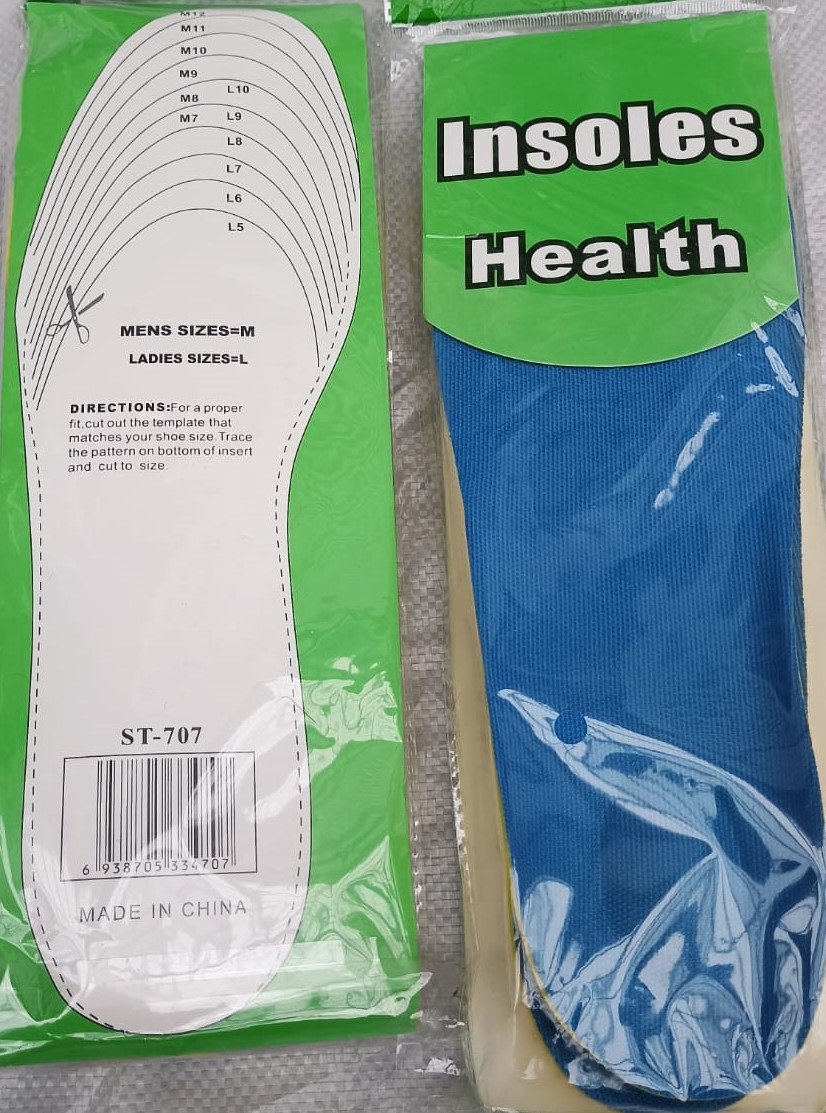 M12
M11
M10
M9
L10
M8
M7
L9
L8
L7
L6
L5
MENS SIZES=M
LADIES SIZES=L
DIRECTIONS:For a proper
fit,cut out the template that
matches your shoe size.Trace
the pattern on bottom of insert
and cut to size.
ST-707
6 938705 334707
MADE IN CHINA
Insoles
Health